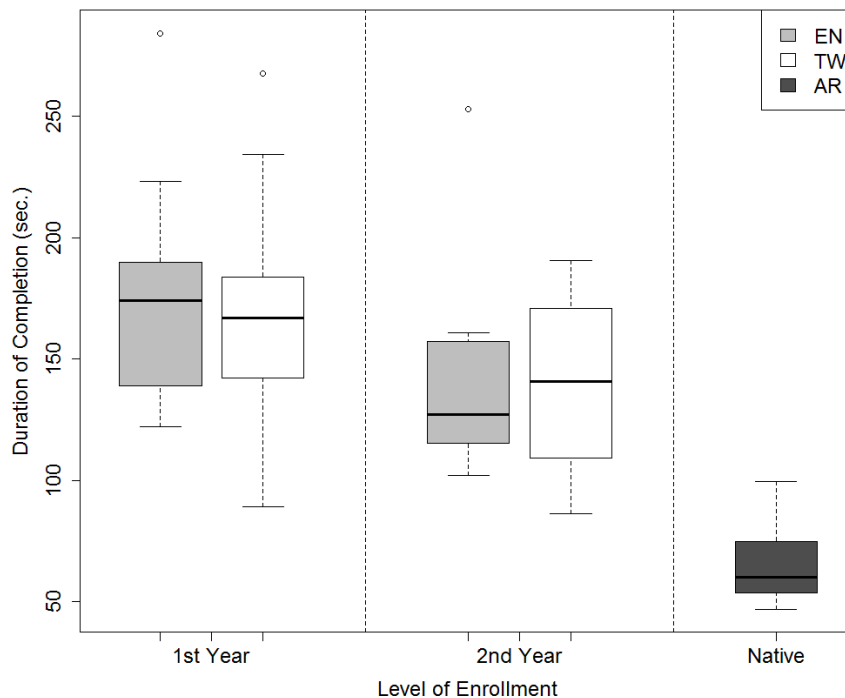 EN
TW
AR
Duration of Completion (sec.)
250
200
150
100
50
1st Year
2nd Year
Native
Level of Enrollment